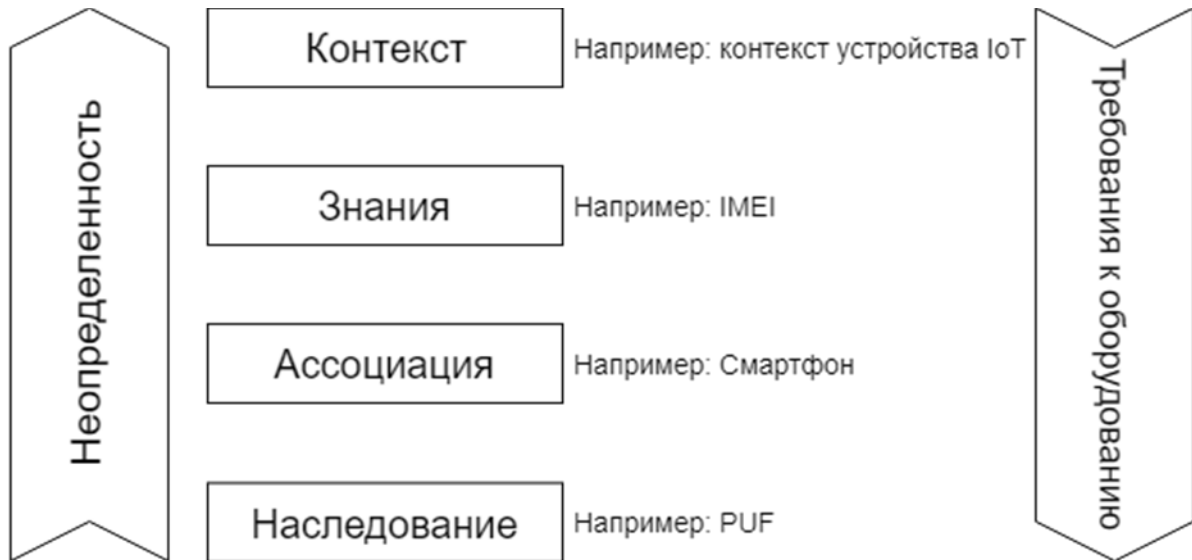 Неопределенность
Контекст
Например: контекст устройства IoT
Знания
Например: IMEI
Ассоциация
Например: Смартфон
Наследование
Например: PUF
Требования к оборудованию